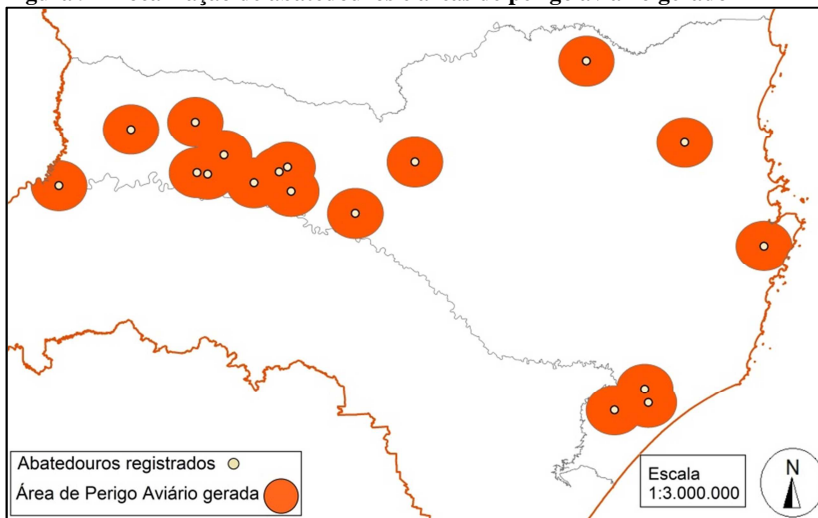 Abatedouros registrados
Área de Perigo Aviário gerada
Escala
1:3.000.000
N